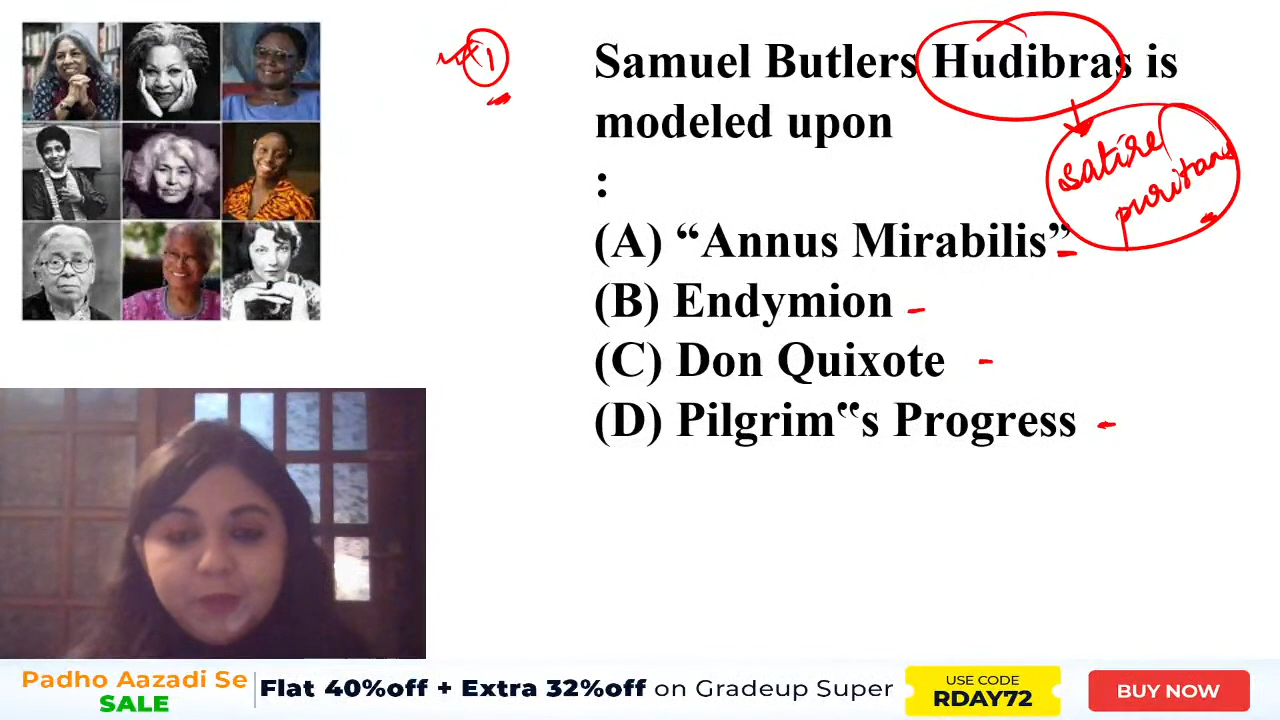 Samuel Butlers Hudibras is
modeled upon
:
(A) “Annus Mirabilis”
(B) Endymion
(C) Don Quixote
(D) Pilgrim‟s Progress
satire
puritans
Padho Aazadi Se
SALE
Flat 40%off + Extra 32%off on Gradeup Super
USE CODE
RDAY72
BUY NOW